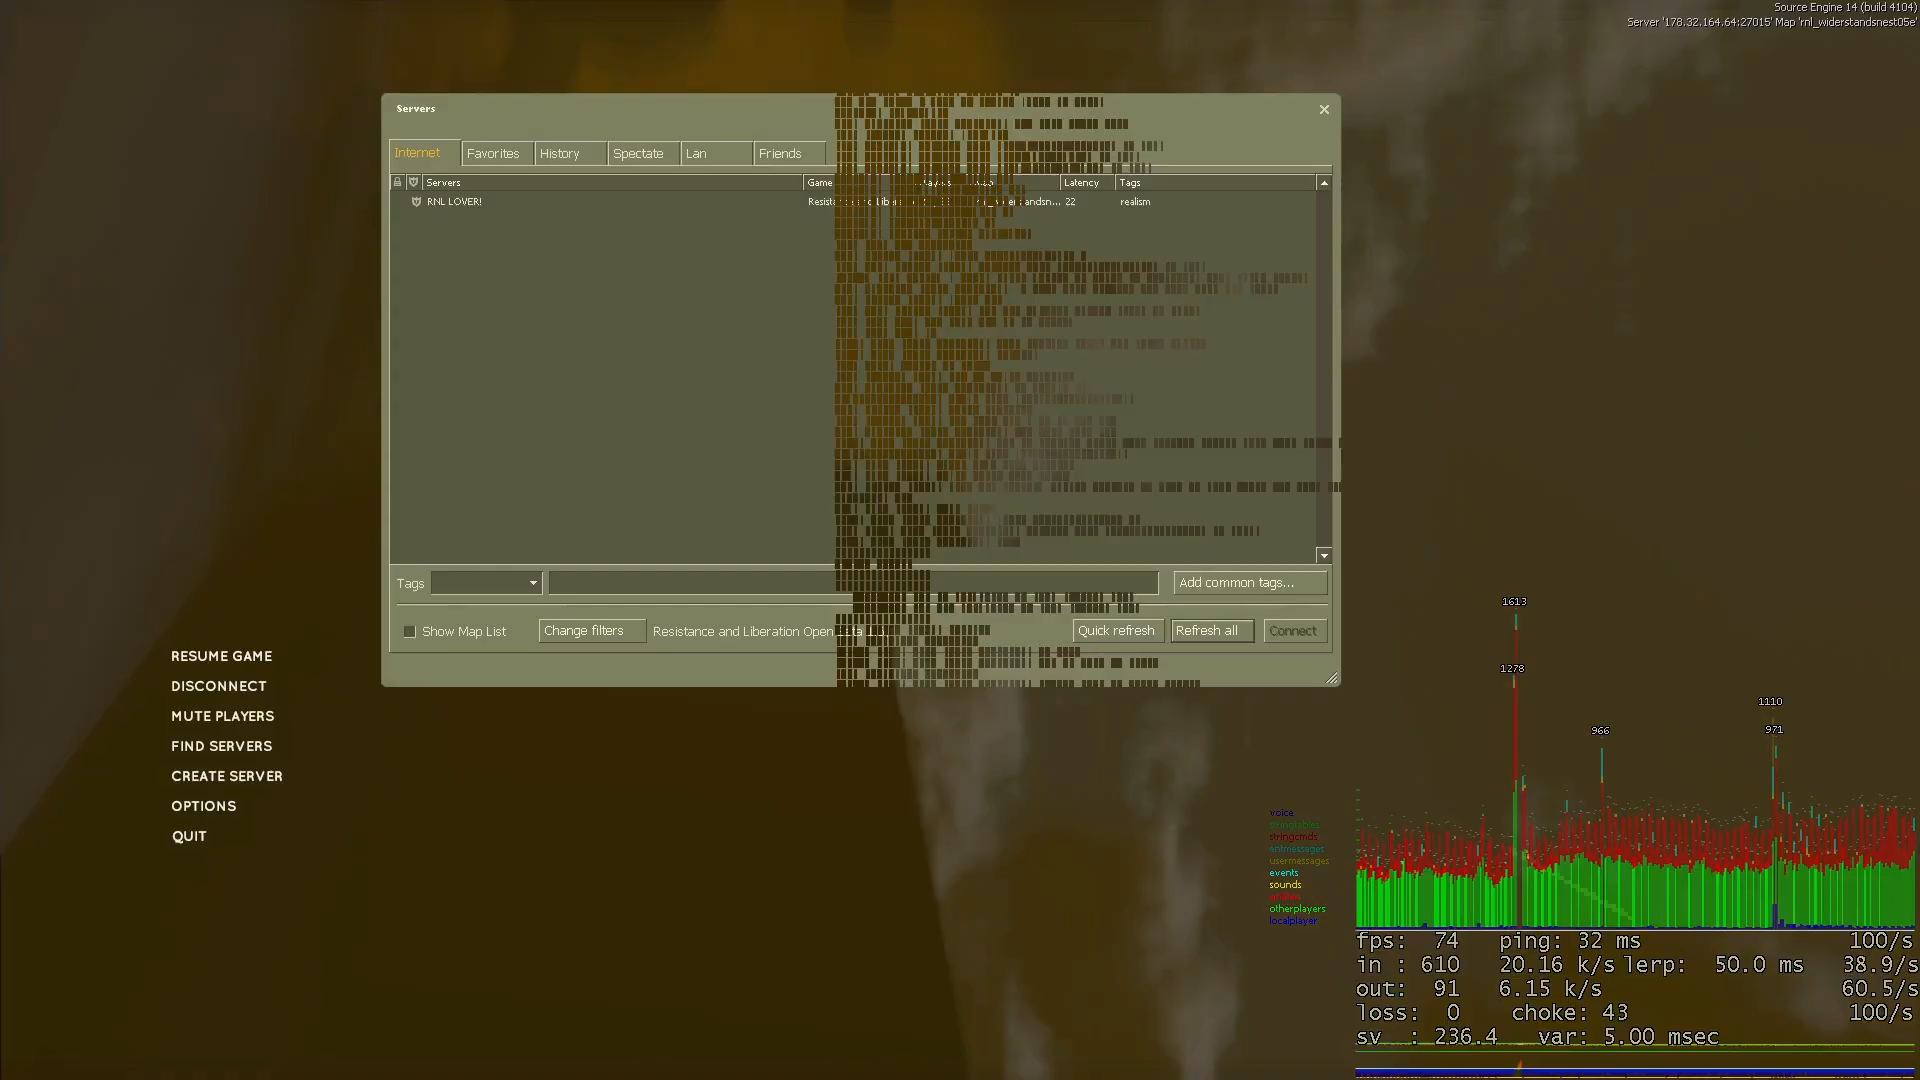 Source Engine 14 (build 4104)
Server '178.32.164.64:27015' Map 'rnl_widerstandsnest05e'
Servers
Internet Favorites History Spectate Lan Friends
Servers Game Latency Tags
RNL LOVER! 22 realism
Tags Add common tags...
Show Map List Change filters Resistance and Liberation Open Quick refresh Refresh all Connect
RESUME GAME
DISCONNECT
MUTE PLAYERS
FIND SERVERS
CREATE SERVER
OPTIONS
QUIT
1613
1278
1110
966
971
voice
stringtables
stringcmds
entmessages
usermessages
events
sounds
otherplayers
localplayer
fps: 74 ping: 32 ms 100/s
in : 610 20.16 k/s lerp: 50.0 ms 38.9/s
out: 91 6.15 k/s 60.5/s
loss: 0 choke: 43 100/s
sv : 236.4 var: 5.00 msec